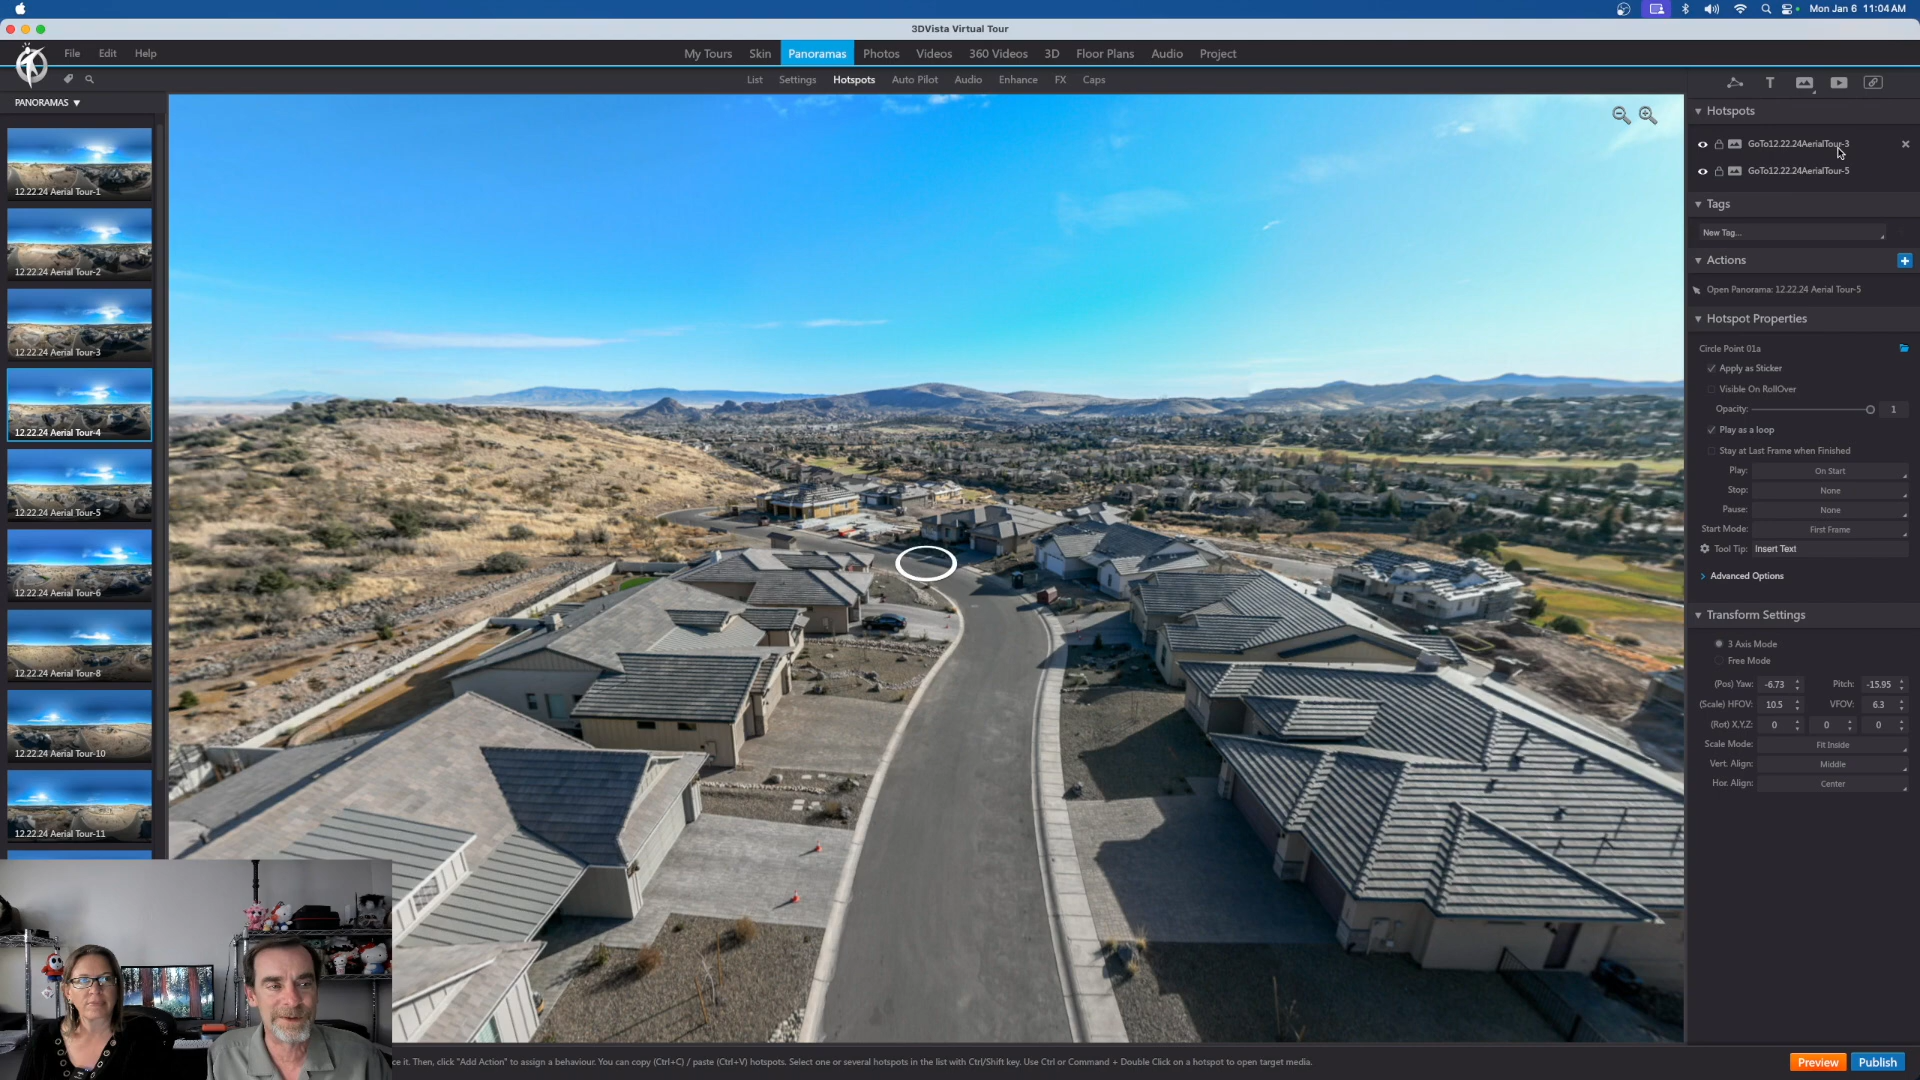 Mon Jan 6 11:04 AM
3DVista Virtual Tour
File Edit Help
My Tours Skin Panoramas Photos Videos 360 Videos 3D Floor Plans Audio Project
List Settings Hotspots Auto Pilot Audio Enhance FX Caps
PANORAMAS ▼
12.22.24 Aerial Tour-1
12.22.24 Aerial Tour-2
12.22.24 Aerial Tour-3
12.22.24 Aerial Tour-4
12.22.24 Aerial Tour-5
12.22.24 Aerial Tour-6
12.22.24 Aerial Tour-8
12.22.24 Aerial Tour-10
12.22.24 Aerial Tour-11
T
Hotspots
GoTo12.22.24AerialTour-3
GoTo12.22.24AerialTour-5
Tags
New Tag...
Actions
Open Panorama: 12.22.24 Aerial Tour-5
Hotspot Properties
Circle Point 01a
Apply as Sticker
Visible On RollOver
Opacity: 1
Play as a loop
Stay at Last Frame when Finished
Play: On Start
Stop: None
Pause: None
Start Mode: First Frame
Tool Tip: Insert Text
Advanced Options
Transform Settings
3 Axis Mode
Free Mode
(Pos) Yaw: -6.73 Pitch: -15.95
(Scale) HFOV: 10.5 VFOV: 6.3
(Rot) X,Y,Z: 0 0 0
Scale Mode: Fit Inside
Vert. Align: Middle
Hor. Align: Center
ce it. Then, click "Add Action" to assign a behaviour. You can copy (Ctrl+C) / paste (Ctrl+V) hotspots. Select one or several hotspots in the list with Ctrl/Shift key. Use Ctrl or Command + Double Click on a hotspot to open target media.
Preview Publish